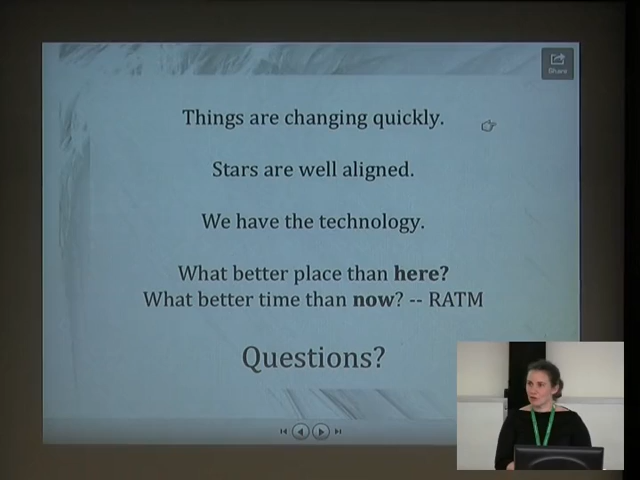 Share
Things are changing quickly.
Stars are well aligned.
We have the technology.
What better place than here?
What better time than now? -- RATM
Questions?